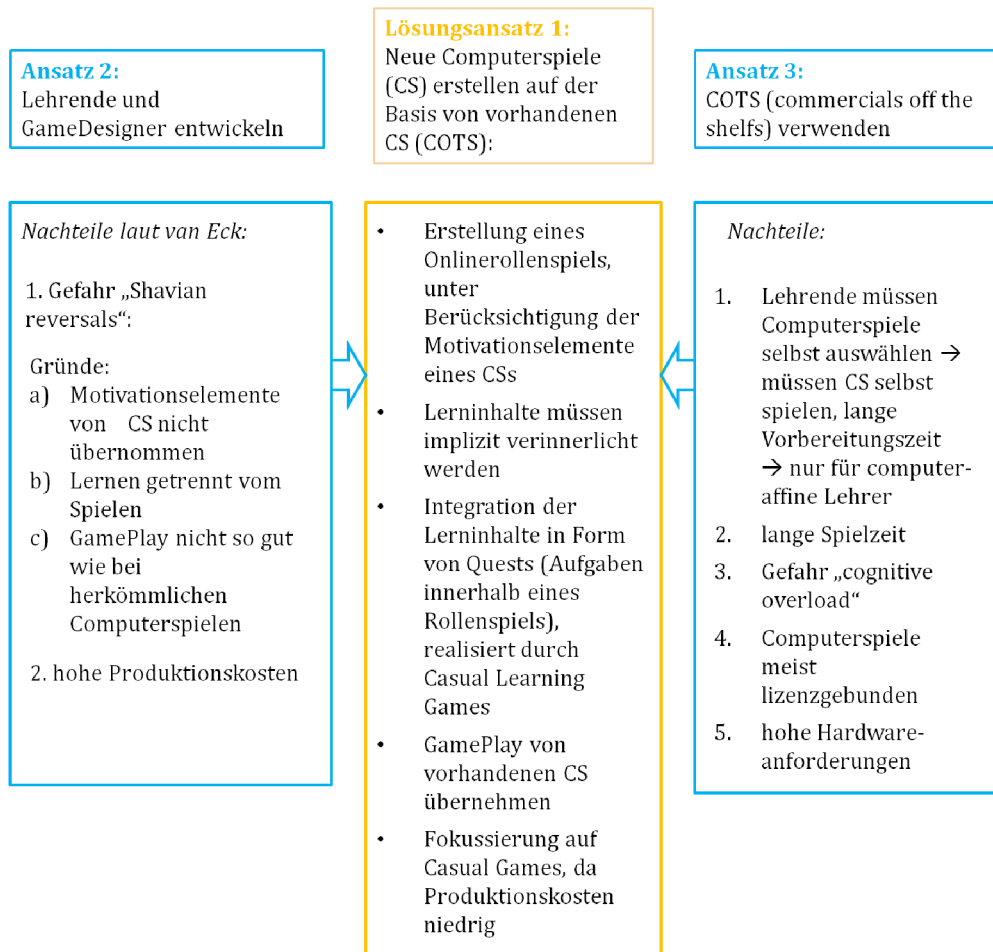 Ansatz 2:
Lehrende und
GameDesigner entwickeln
Lösungsansatz 1:
Neue Computerspiele
(CS) erstellen auf der
Basis von vorhandenen
CS (COTS):
Ansatz 3:
COTS (commercials off the
shelfs) verwenden
Nachteile laut van Eck:
1. Gefahr „Shavian
reversals“:
Gründe:
a) Motivationselemente
von CS nicht
übernommen
b) Lernen getrennt vom
Spielen
c) GamePlay nicht so gut
wie bei
herkömmlichen
Computerspielen
2. hohe Produktionskosten
• Erstellung eines
Onlinerollenspiels,
unter
Berücksichtigung der
Motivationselemente
eines CSs
• Lerninhalte müssen
implizit verinnerlicht
werden
• Integration der
Lerninhalte in Form
von Quests (Aufgaben
innerhalb eines
Rollenspiels),
realisiert durch
Casual Learning
Games
• GamePlay von
vorhandenen CS
übernehmen
• Fokussierung auf
Casual Games, da
Produktionskosten
niedrig
Nachteile:
1. Lehrende müssen
Computerspiele
selbst auswählen →
müssen CS selbst
spielen, lange
Vorbereitungszeit
→ nur für computer-
affine Lehrer
2. lange Spielzeit
3. Gefahr „cognitive
overload“
4. Computerspiele
meist
lizenzgebunden
5. hohe Hardware-
anforderungen